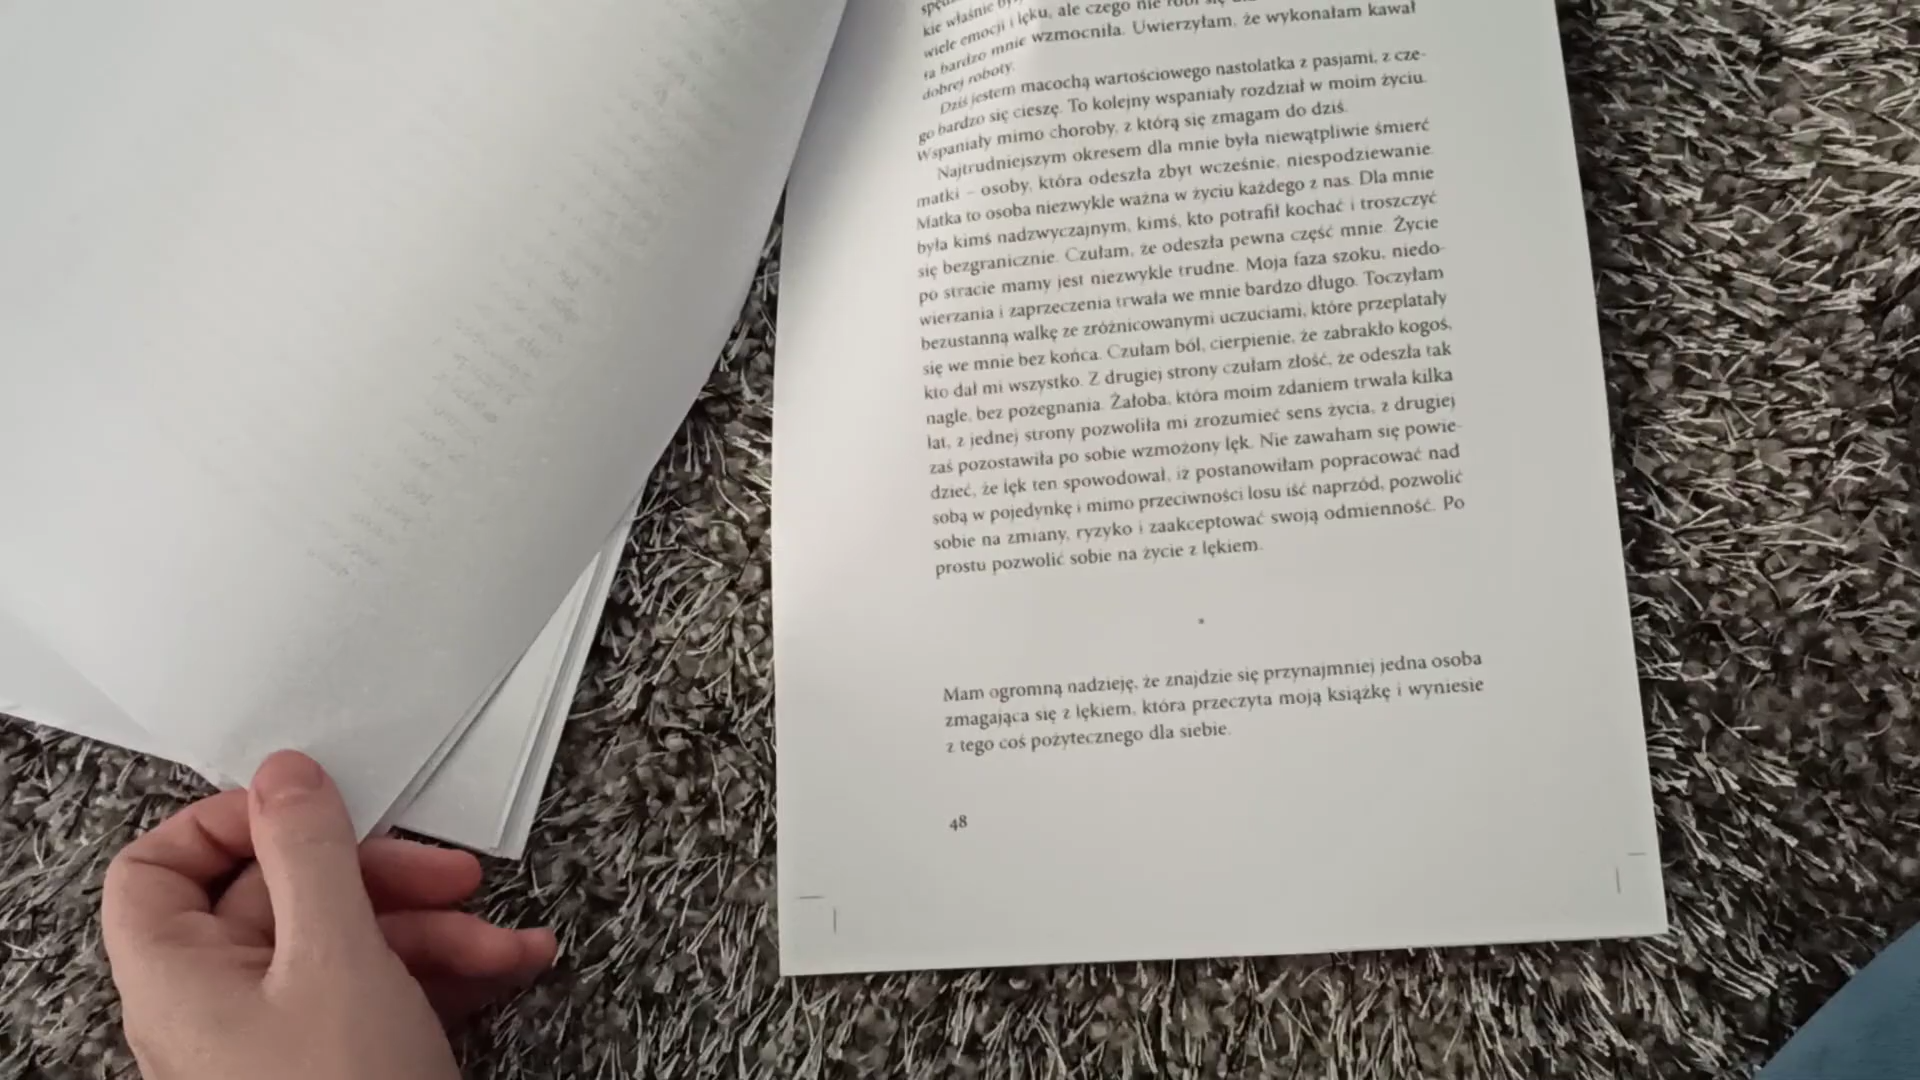 kie właśnie
wiele emocji i lęku, ale czego nie robi się
ta bardzo mnie wzmocniła. Uwierzyłam, że wykonałam kawał
dobrej roboty.
Dziś jestem macochą wartościowego nastolatka z pasjami, z cze-
go bardzo się cieszę. To kolejny wspaniały rozdział w moim życiu.
Wspaniały mimo choroby, z którą się zmagam do dziś.
Najtrudniejszym okresem dla mnie była niewątpliwie śmierć
matki – osoby, która odeszła zbyt wcześnie, niespodziewanie.
Matka to osoba niezwykle ważna w życiu każdego z nas. Dla mnie
była kimś nadzwyczajnym, kimś, kto potrafił kochać i troszczyć
się bezgranicznie. Czułam, że odeszła pewna część mnie. Życie
po stracie mamy jest niezwykle trudne. Moja faza szoku, niedo-
wierzania i zaprzeczenia trwała we mnie bardzo długo. Toczyłam
bezustanną walkę ze zróżnicowanymi uczuciami, które przeplatały
się we mnie bez końca. Czułam ból, cierpienie, że zabrakło kogoś,
kto dał mi wszystko. Z drugiej strony czułam złość, że odeszła tak
nagle, bez pożegnania. Żałoba, która moim zdaniem trwała kilka
lat, z jednej strony pozwoliła mi zrozumieć sens życia, z drugiej
zaś pozostawiła po sobie wzmożony lęk. Nie zawaham się powie-
dzieć, że lęk ten spowodował, iż postanowiłam popracować nad
sobą w pojedynkę i mimo przeciwności losu iść naprzód, pozwolić
sobie na zmiany, ryzyko i zaakceptować swoją odmienność. Po
prostu pozwolić sobie na życie z lękiem.
*
Mam ogromną nadzieję, że znajdzie się przynajmniej jedna osoba
zmagająca się z lękiem, która przeczyta moją książkę i wyniesie
z tego coś pożytecznego dla siebie.
48